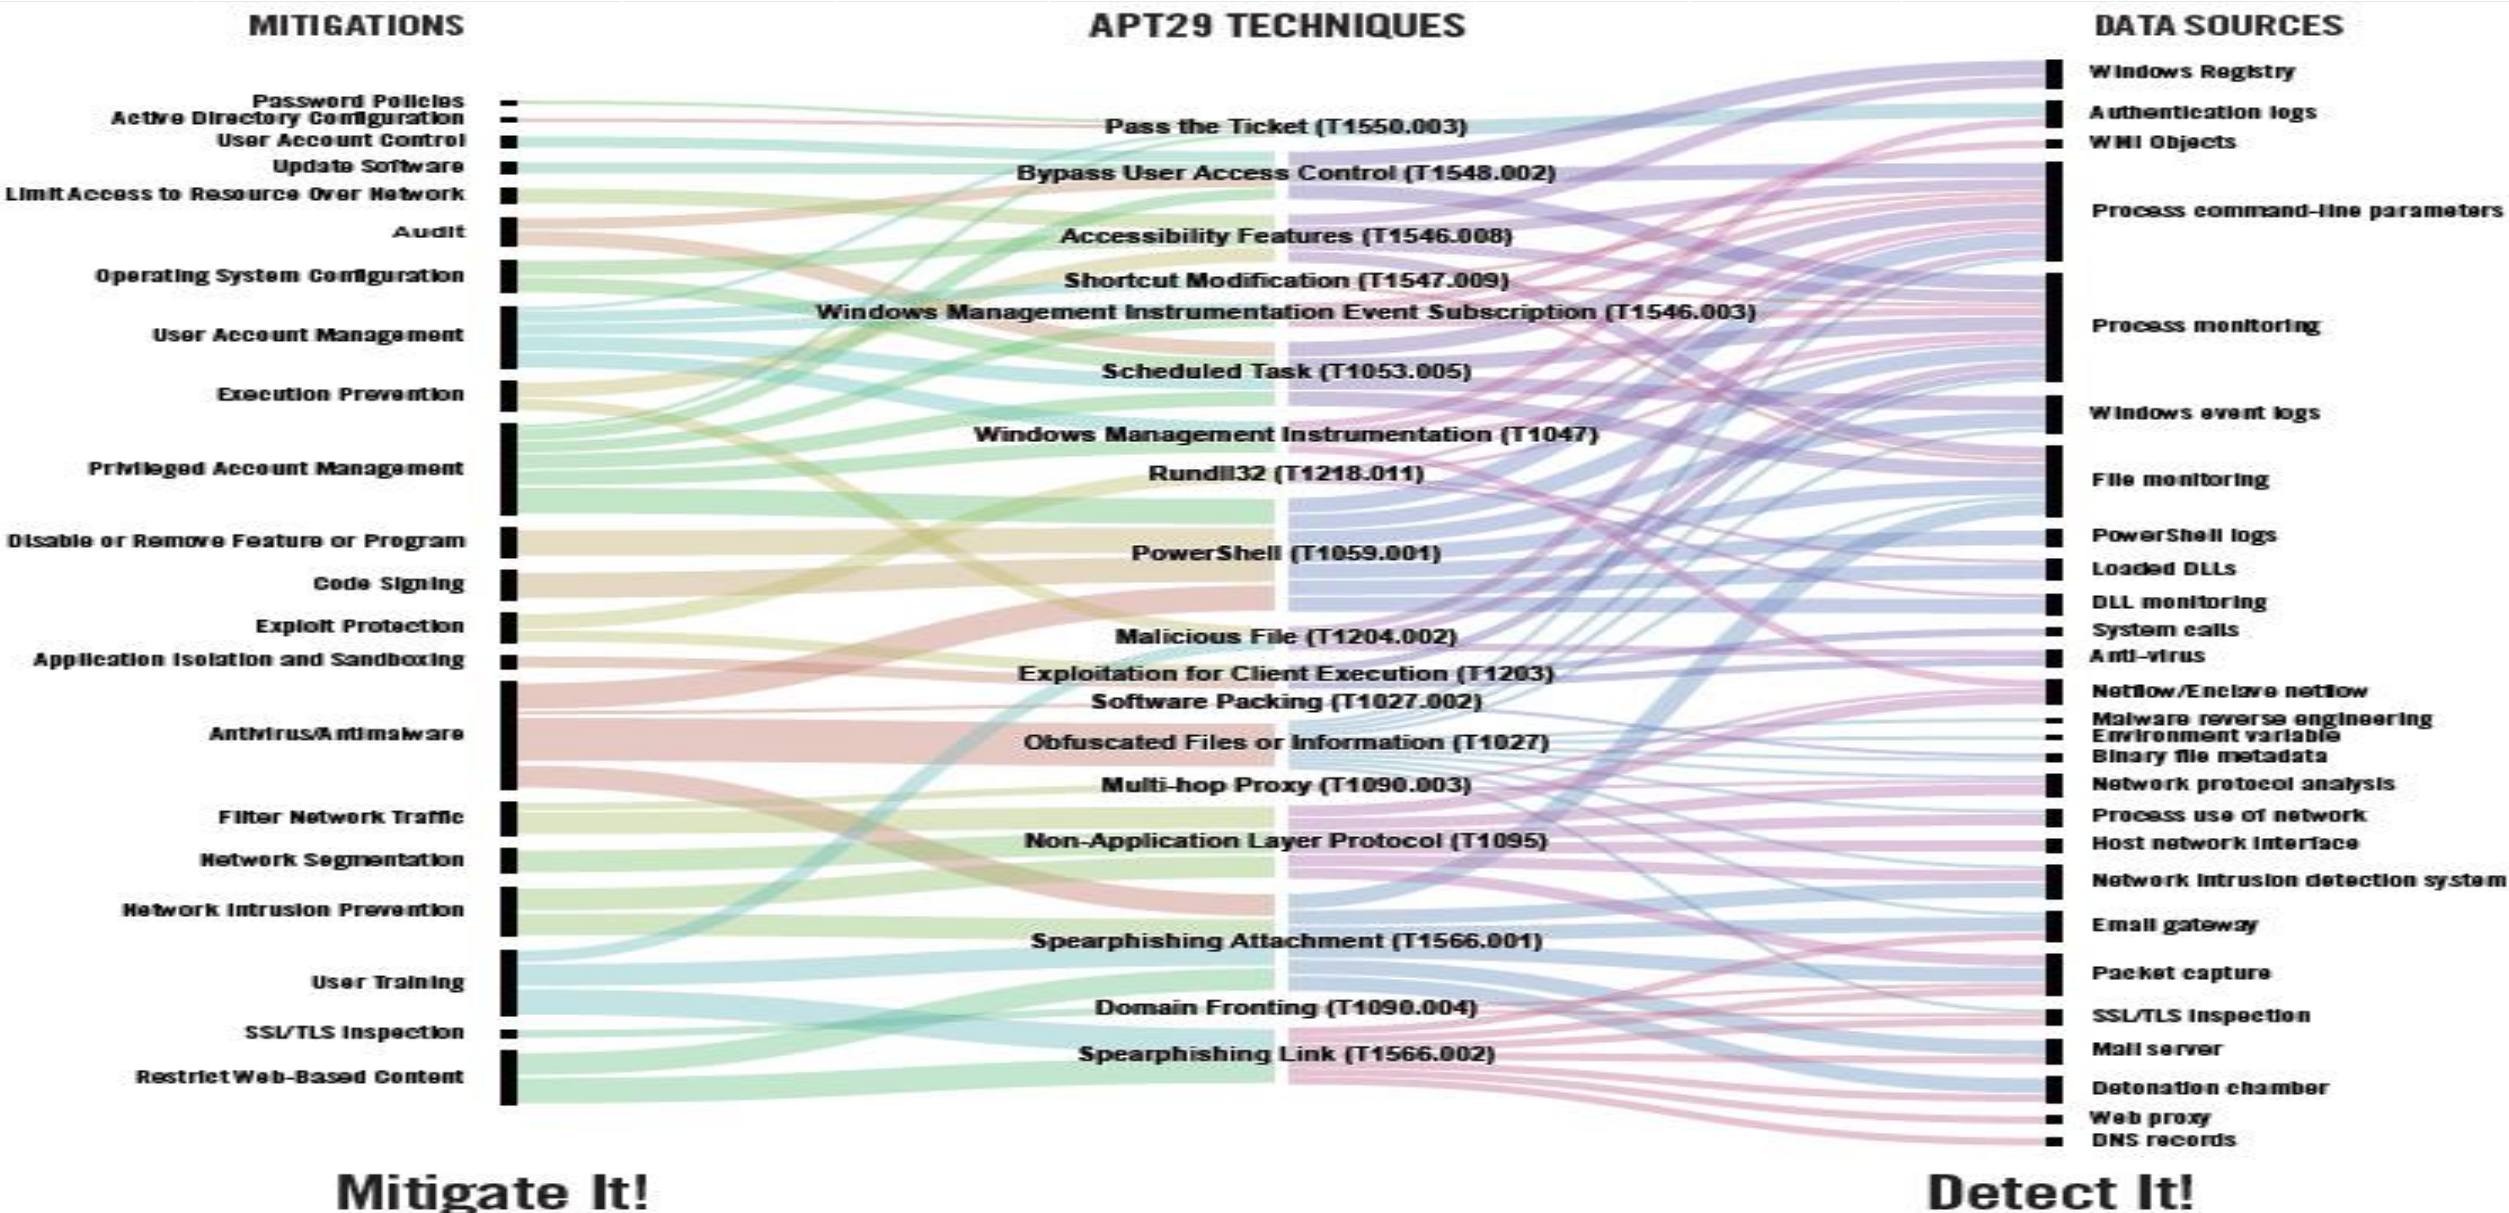 MITIGATIONS
APT29 TECHNIQUES
DATA SOURCES
Password Policies
Active Directory Configuration
User Account Control
Update Software
Limit Access to Resource Over Network
Audit
Operating System Configuration
User Account Management
Execution Prevention
Privileged Account Management
Disable or Remove Feature or Program
Code Signing
Exploit Protection
Application Isolation and Sandboxing
Antivirus/Antimalware
Filter Network Traffic
Network Segmentation
Network Intrusion Prevention
User Training
SSL/TLS Inspection
Restrict Web-Based Content
Pass the Ticket (T1550.003)
Bypass User Access Control (T1548.002)
Accessibility Features (T1546.008)
Shortcut Modification (T1547.009)
Windows Management Instrumentation Event Subscription (T1546.003)
Scheduled Task (T1053.005)
Windows Management Instrumentation (T1047)
Rundll32 (T1218.011)
PowerShell (T1059.001)
Malicious File (T1204.002)
Exploitation for Client Execution (T1203)
Software Packing (T1027.002)
Obfuscated Files or Information (T1027)
Multi-hop Proxy (T1090.003)
Non-Application Layer Protocol (T1095)
Spearphishing Attachment (T1566.001)
Domain Fronting (T1090.004)
Spearphishing Link (T1566.002)
Windows Registry
Authentication logs
WMI Objects
Process command-line parameters
Process monitoring
Windows event logs
File monitoring
PowerShell logs
Loaded DLLs
DLL monitoring
System calls
Anti-virus
Netflow/Enclave netflow
Malware reverse engineering
Environment variable
Binary file metadata
Network protocol analysis
Process use of network
Host network interface
Network intrusion detection system
Email gateway
Packet capture
SSL/TLS inspection
Mail server
Detonation chamber
Web proxy
DNS records
Mitigate It!
Detect It!